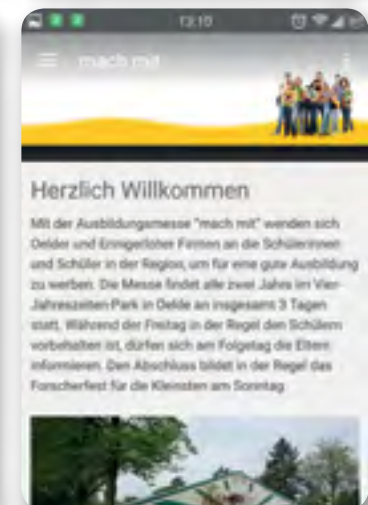 13:10
mach mit
Herzlich Willkommen
Mit der Ausbildungsmesse "mach mit" wenden sich
Oelder und Ennigerloher Firmen an die Schülerinnen
und Schüler in der Region, um für eine gute Ausbildung
zu werben. Die Messe findet alle zwei Jahre im Vier-
Jahreszeiten-Park in Oelde an insgesamt 3 Tagen
statt. Während der Freitag in der Regel den Schülern
vorbehalten ist, dürfen sich am Folgetag die Eltern
informieren. Den Abschluss bildet in der Regel das
Forscherfest für die Kleinsten am Sonntag.